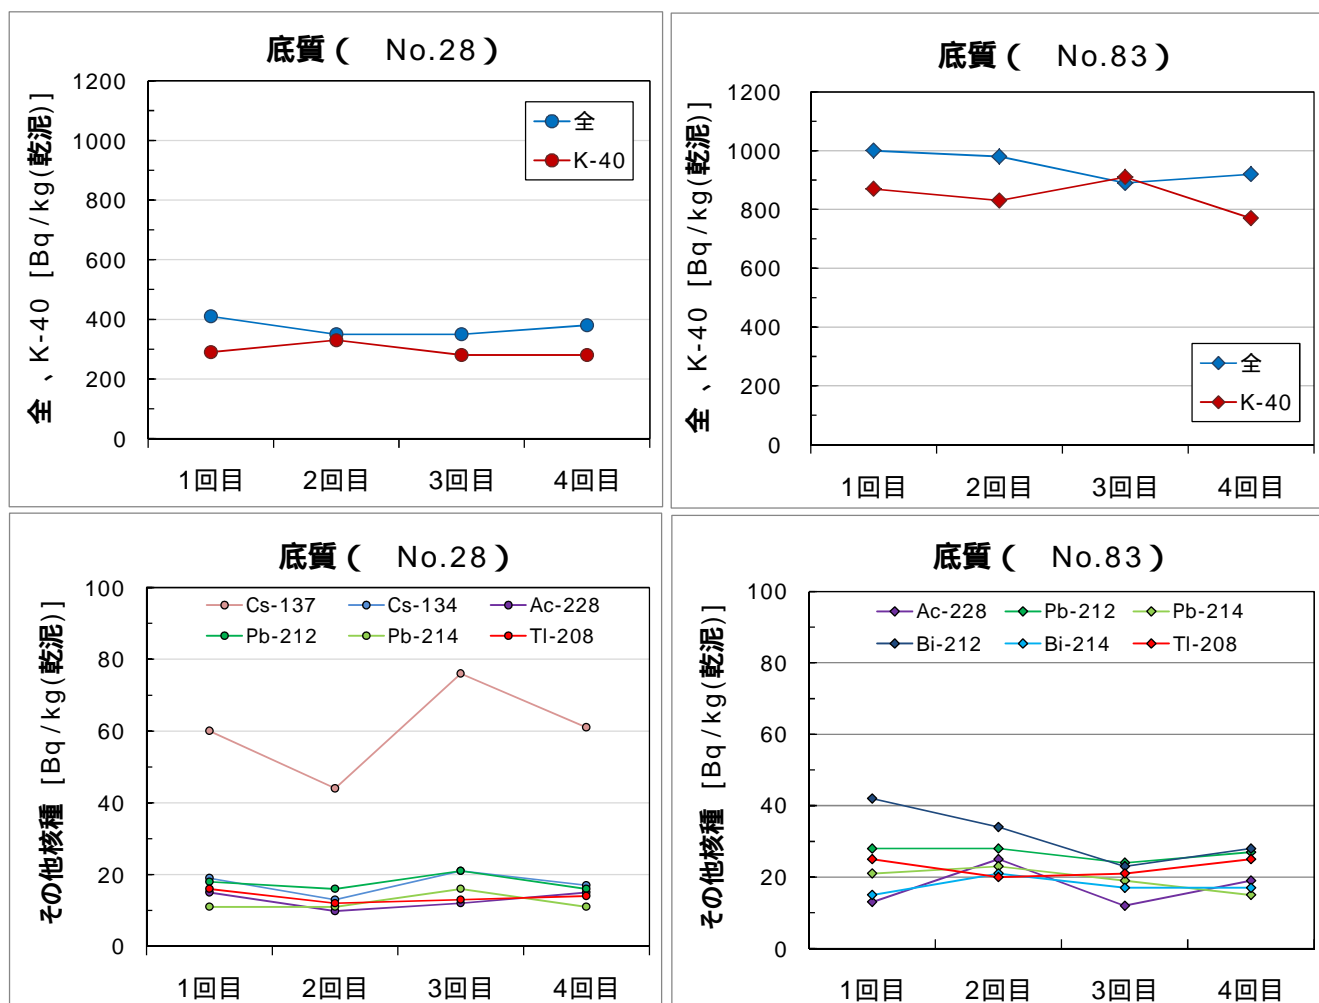 底質( No.28)
全 、K-40 [Bq/kg(乾泥)]
1200
1000
800
600
400
200
0
全
K-40
1回目 2回目 3回目 4回目
底質( No.83)
全 、K-40 [Bq/kg(乾泥)]
1200
1000
800
600
400
200
0
全
K-40
1回目 2回目 3回目 4回目
底質( No.28)
その他核種 [Bq/kg(乾泥)]
100
80
60
40
20
0
Cs-137 Cs-134 Ac-228
Pb-212 Pb-214 Tl-208
1回目 2回目 3回目 4回目
底質( No.83)
その他核種 [Bq/kg(乾泥)]
100
80
60
40
20
0
Ac-228 Pb-212 Pb-214
Bi-212 Bi-214 Tl-208
1回目 2回目 3回目 4回目